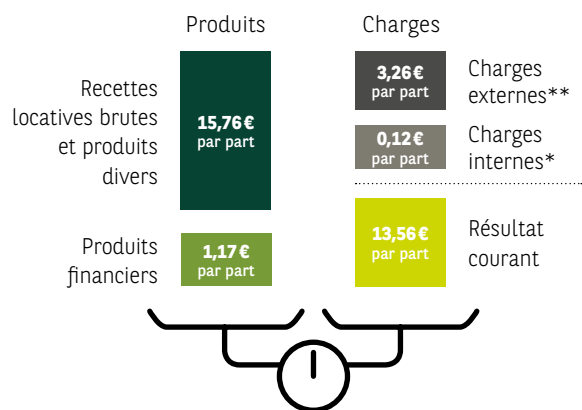 Produits
Charges
Recettes
locatives brutes
et produits
divers
15,76 €
par part
3,26 €
par part
Charges
externes**
0,12 €
par part
Charges
internes*
Produits
financiers
1,17 €
par part
13,56 €
par part
Résultat
courant